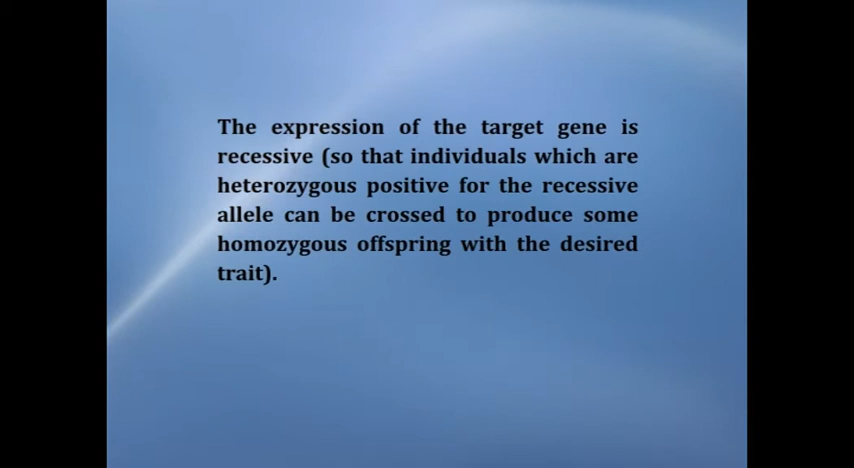 The expression of the target gene is
recessive (so that individuals which are
heterozygous positive for the recessive
allele can be crossed to produce some
homozygous offspring with the desired
trait).